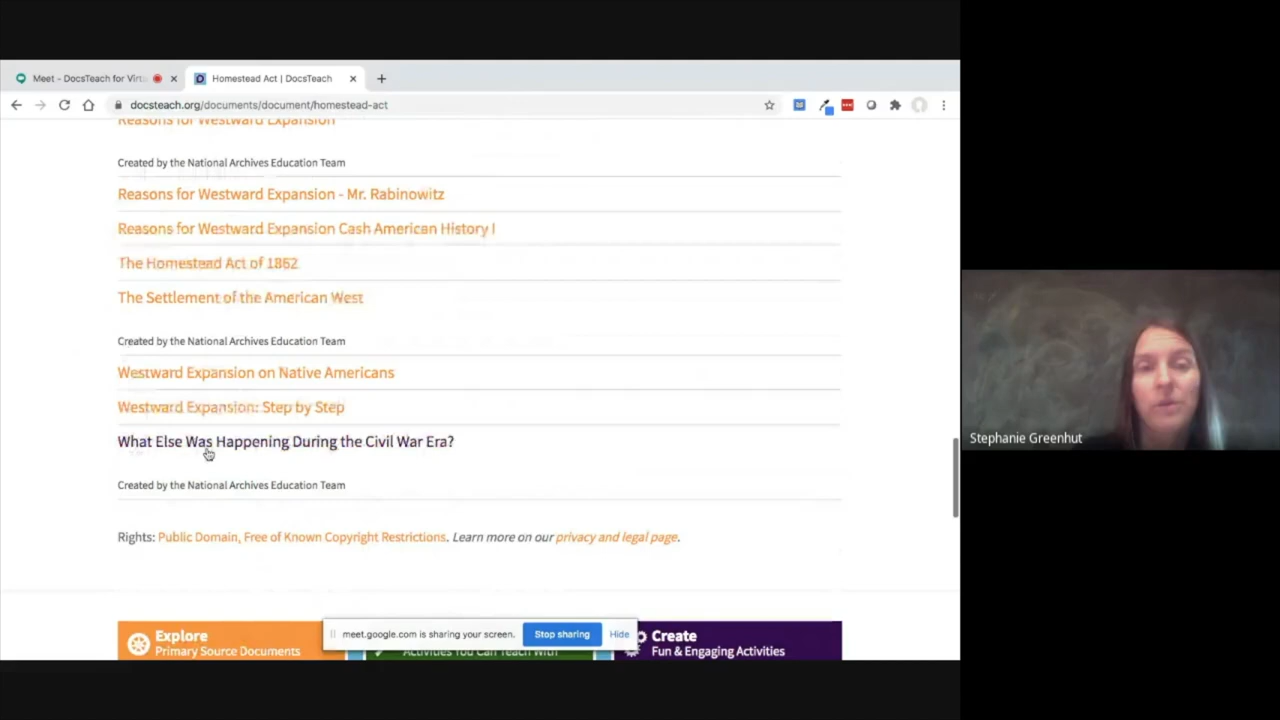 Meet - DocsTeach for Virtu
Homestead Act | DocsTeach
docsteach.org/documents/document/homestead-act
Reasons for Westward Expansion
Created by the National Archives Education Team
Reasons for Westward Expansion - Mr. Rabinowitz
Reasons for Westward Expansion Cash American History I
The Homestead Act of 1862
The Settlement of the American West
Created by the National Archives Education Team
Westward Expansion on Native Americans
Westward Expansion: Step by Step
What Else Was Happening During the Civil War Era?
Created by the National Archives Education Team
Rights: Public Domain, Free of Known Copyright Restrictions. Learn more on our privacy and legal page.
Explore
Primary Source Documents
meet.google.com is sharing your screen. Stop sharing Hide
Activities You Can Teach With
Create
Fun & Engaging Activities
Stephanie Greenhut